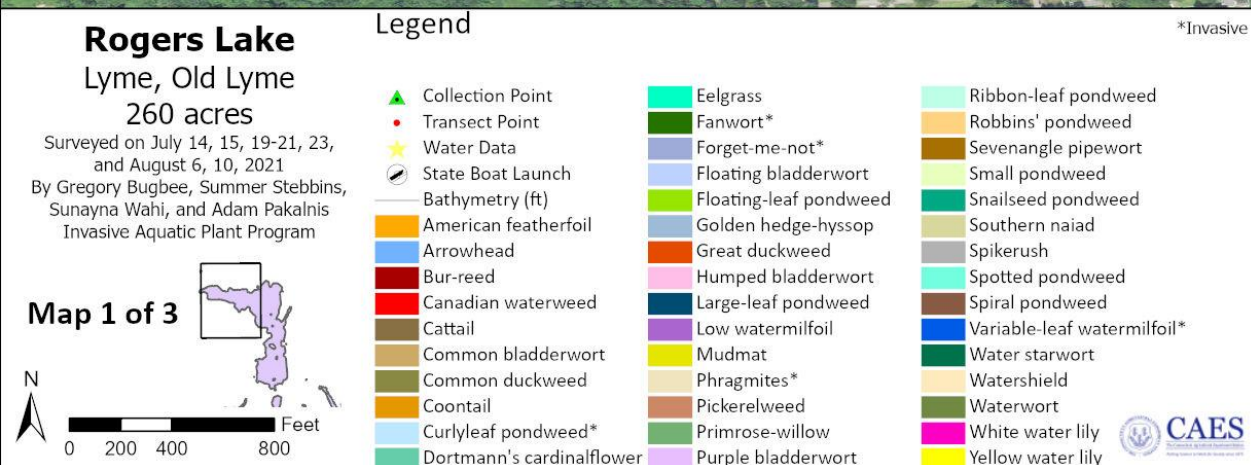 Rogers Lake
Lyme, Old Lyme
260 acres
Surveyed on July 14, 15, 19-21, 23,
and August 6, 10, 2021
By Gregory Bugbee, Summer Stebbins,
Sunayna Wahi, and Adam Pakalnis
Invasive Aquatic Plant Program
Map 1 of 3
N
Feet
0 200 400 800
Legend
*Invasive
Collection Point
Transect Point
Water Data
State Boat Launch
Bathymetry (ft)
American featherfoil
Arrowhead
Bur-reed
Canadian waterweed
Cattail
Common bladderwort
Common duckweed
Coontail
Curlyleaf pondweed*
Dortmann's cardinalflower
Eelgrass
Fanwort*
Forget-me-not*
Floating bladderwort
Floating-leaf pondweed
Golden hedge-hyssop
Great duckweed
Humped bladderwort
Large-leaf pondweed
Low watermilfoil
Mudmat
Phragmites*
Pickerelweed
Primrose-willow
Purple bladderwort
Ribbon-leaf pondweed
Robbins' pondweed
Sevenangle pipewort
Small pondweed
Snailseed pondweed
Southern naiad
Spikerush
Spotted pondweed
Spiral pondweed
Variable-leaf watermilfoil*
Water starwort
Watershield
Waterwort
White water lily
Yellow water lily
CAES